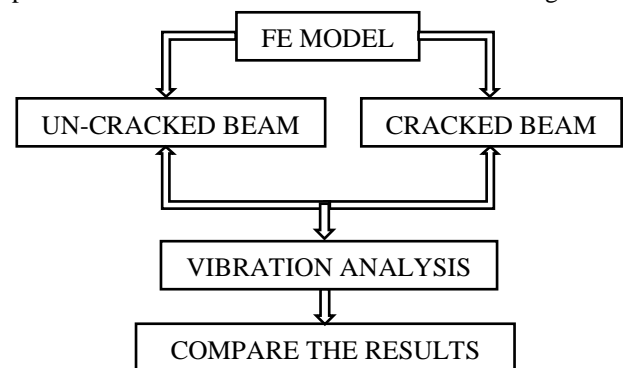 FE MODEL
UN-CRACKED BEAM
CRACKED BEAM
VIBRATION ANALYSIS
COMPARE THE RESULTS